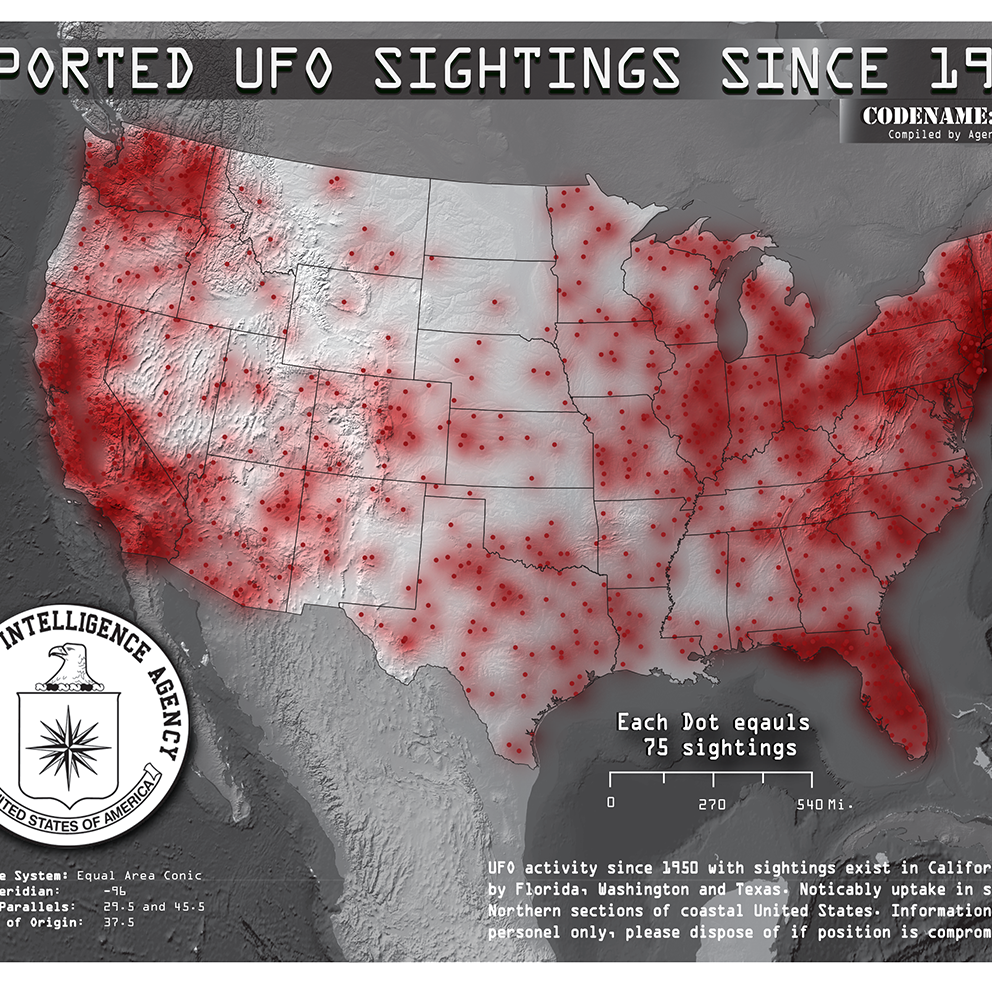 PORTED UFO SIGHTINGS SINCE 19
CODENAME:
Compiled by Agen
INTELLIGENCE AGENCY
ITED STATES OF AMERICA
Each Dot eqauls
75 sightings
0 270 540 Mi.
e System: Equal Area Conic
eridian: -96
Parallels: 29.5 and 45.5
of Origin: 37.5
UFO activity since 1950 with sightings exist in Califor
by Florida, Washington and Texas. Noticably uptake in s
Northern sections of coastal United States. Information
personel only, please dispose of if position is comprom